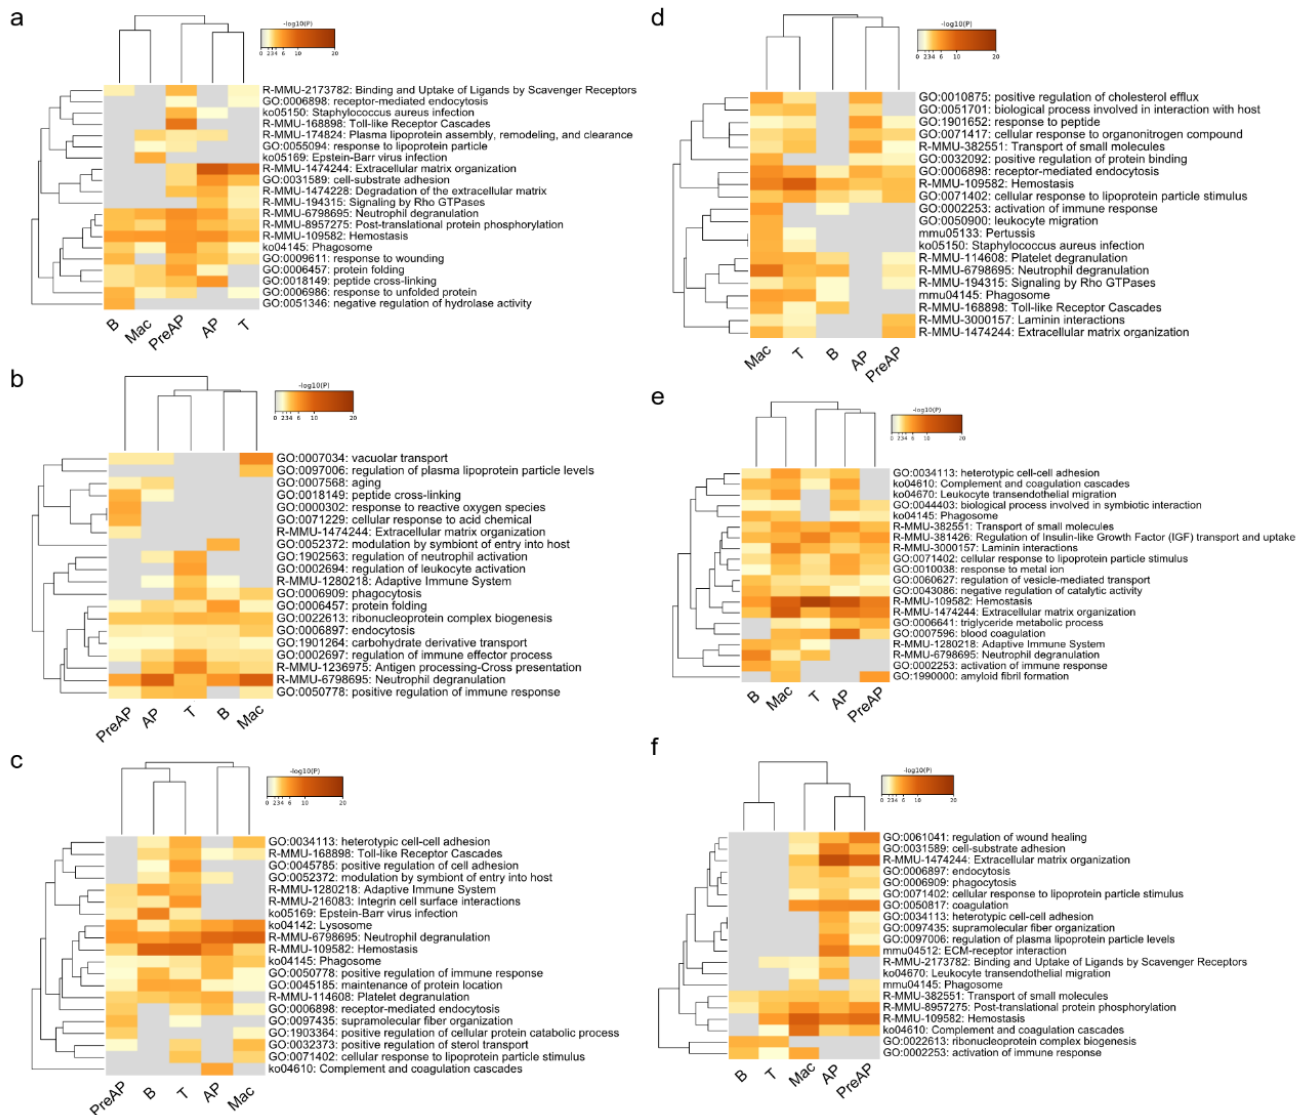 a
-log10(P)
0 234 6 10 20
R-MMU-2173782: Binding and Uptake of Ligands by Scavenger Receptors
GO:0006898: receptor-mediated endocytosis
ko05150: Staphylococcus aureus infection
R-MMU-168898: Toll-like Receptor Cascades
R-MMU-174824: Plasma lipoprotein assembly, remodeling, and clearance
GO:0055094: response to lipoprotein particle
ko05169: Epstein-Barr virus infection
R-MMU-1474244: Extracellular matrix organization
GO:0031589: cell-substrate adhesion
R-MMU-1474228: Degradation of the extracellular matrix
R-MMU-194315: Signaling by Rho GTPases
R-MMU-6798695: Neutrophil degranulation
R-MMU-8957275: Post-translational protein phosphorylation
R-MMU-109582: Hemostasis
ko04145: Phagosome
GO:0009611: response to wounding
GO:0006457: protein folding
GO:0018149: peptide cross-linking
GO:0006986: response to unfolded protein
GO:0051346: negative regulation of hydrolase activity
B Mac PreAP AP T
b
-log10(P)
0 234 6 10 20
GO:0007034: vacuolar transport
GO:0097006: regulation of plasma lipoprotein particle levels
GO:0007568: aging
GO:0018149: peptide cross-linking
GO:0000302: response to reactive oxygen species
GO:0071229: cellular response to acid chemical
R-MMU-1474244: Extracellular matrix organization
GO:0052372: modulation by symbiont of entry into host
GO:1902563: regulation of neutrophil activation
GO:0002694: regulation of leukocyte activation
R-MMU-1280218: Adaptive Immune System
GO:0006909: phagocytosis
GO:0006457: protein folding
GO:0022613: ribonucleoprotein complex biogenesis
GO:0006897: endocytosis
GO:1901264: carbohydrate derivative transport
GO:0002697: regulation of immune effector process
R-MMU-1236975: Antigen processing-Cross presentation
R-MMU-6798695: Neutrophil degranulation
GO:0050778: positive regulation of immune response
PreAP AP T B Mac
c
-log10(P)
0 234 6 10 20
GO:0034113: heterotypic cell-cell adhesion
R-MMU-168898: Toll-like Receptor Cascades
GO:0045785: positive regulation of cell adhesion
GO:0052372: modulation by symbiont of entry into host
R-MMU-1280218: Adaptive Immune System
R-MMU-216083: Integrin cell surface interactions
ko05169: Epstein-Barr virus infection
ko04142: Lysosome
R-MMU-6798695: Neutrophil degranulation
R-MMU-109582: Hemostasis
ko04145: Phagosome
GO:0050778: positive regulation of immune response
GO:0045185: maintenance of protein location
R-MMU-114608: Platelet degranulation
GO:0006898: receptor-mediated endocytosis
GO:0097435: supramolecular fiber organization
GO:1903364: positive regulation of cellular protein catabolic process
GO:0032373: positive regulation of sterol transport
GO:0071402: cellular response to lipoprotein particle stimulus
ko04610: Complement and coagulation cascades
PreAP B T AP Mac
d
-log10(P)
0 234 6 10 20
GO:0010875: positive regulation of cholesterol efflux
GO:0051701: biological process involved in interaction with host
GO:1901652: response to peptide
GO:0071417: cellular response to organonitrogen compound
R-MMU-382551: Transport of small molecules
GO:0032092: positive regulation of protein binding
GO:0006898: receptor-mediated endocytosis
R-MMU-109582: Hemostasis
GO:0071402: cellular response to lipoprotein particle stimulus
GO:0002253: activation of immune response
GO:0050900: leukocyte migration
mmu05133: Pertussis
ko05150: Staphylococcus aureus infection
R-MMU-114608: Platelet degranulation
R-MMU-6798695: Neutrophil degranulation
R-MMU-194315: Signaling by Rho GTPases
mmu04145: Phagosome
R-MMU-168898: Toll-like Receptor Cascades
R-MMU-3000157: Laminin interactions
R-MMU-1474244: Extracellular matrix organization
Mac T B AP PreAP
e
-log10(P)
0 234 6 10 20
GO:0034113: heterotypic cell-cell adhesion
ko04610: Complement and coagulation cascades
ko04670: Leukocyte transendothelial migration
GO:0044403: biological process involved in symbiotic interaction
ko04145: Phagosome
R-MMU-382551: Transport of small molecules
R-MMU-381426: Regulation of Insulin-like Growth Factor (IGF) transport and uptake
R-MMU-3000157: Laminin interactions
GO:0071402: cellular response to lipoprotein particle stimulus
GO:0010038: response to metal ion
GO:0060627: regulation of vesicle-mediated transport
GO:0043086: negative regulation of catalytic activity
R-MMU-109582: Hemostasis
R-MMU-1474244: Extracellular matrix organization
GO:0006641: triglyceride metabolic process
GO:0007596: blood coagulation
R-MMU-1280218: Adaptive Immune System
R-MMU-6798695: Neutrophil degranulation
GO:0002253: activation of immune response
GO:1990000: amyloid fibril formation
B Mac T AP PreAP
f
-log10(P)
0 234 6 10 20
GO:0061041: regulation of wound healing
GO:0031589: cell-substrate adhesion
R-MMU-1474244: Extracellular matrix organization
GO:0006897: endocytosis
GO:0006909: phagocytosis
GO:0071402: cellular response to lipoprotein particle stimulus
GO:0050817: coagulation
GO:0034113: heterotypic cell-cell adhesion
GO:0097435: supramolecular fiber organization
GO:0097006: regulation of plasma lipoprotein particle levels
mmu04512: ECM-receptor interaction
R-MMU-2173782: Binding and Uptake of Ligands by Scavenger Receptors
ko04670: Leukocyte transendothelial migration
mmu04145: Phagosome
R-MMU-382551: Transport of small molecules
R-MMU-8957275: Post-translational protein phosphorylation
R-MMU-109582: Hemostasis
ko04610: Complement and coagulation cascades
GO:0022613: ribonucleoprotein complex biogenesis
GO:0002253: activation of immune response
B T Mac AP PreAP